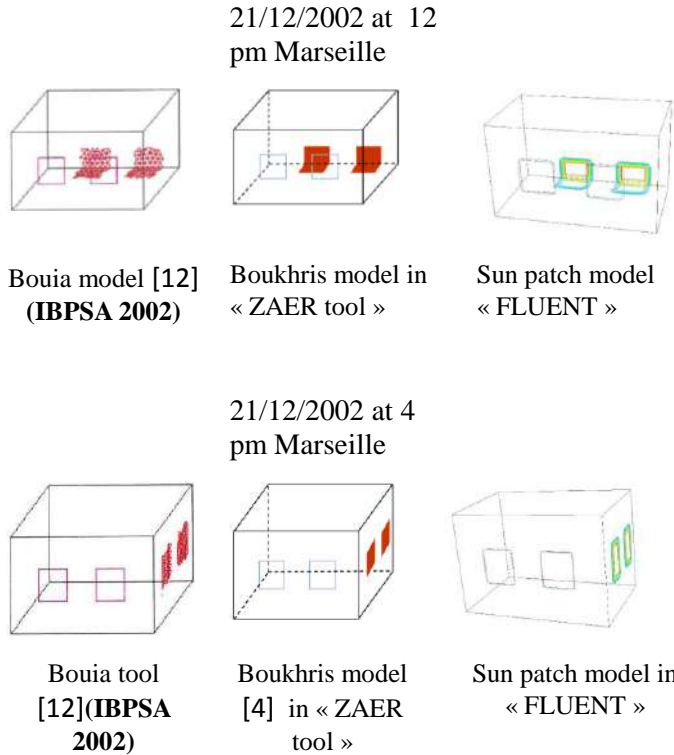 21/12/2002 at 12
pm Marseille
Bouia model [12]
(IBPSA 2002)
Boukhris model in
« ZAER tool »
Sun patch model
« FLUENT »
21/12/2002 at 4
pm Marseille
Bouia tool
[12](IBPSA
2002)
Boukhris model
[4] in « ZAER
tool »
Sun patch model in
« FLUENT »